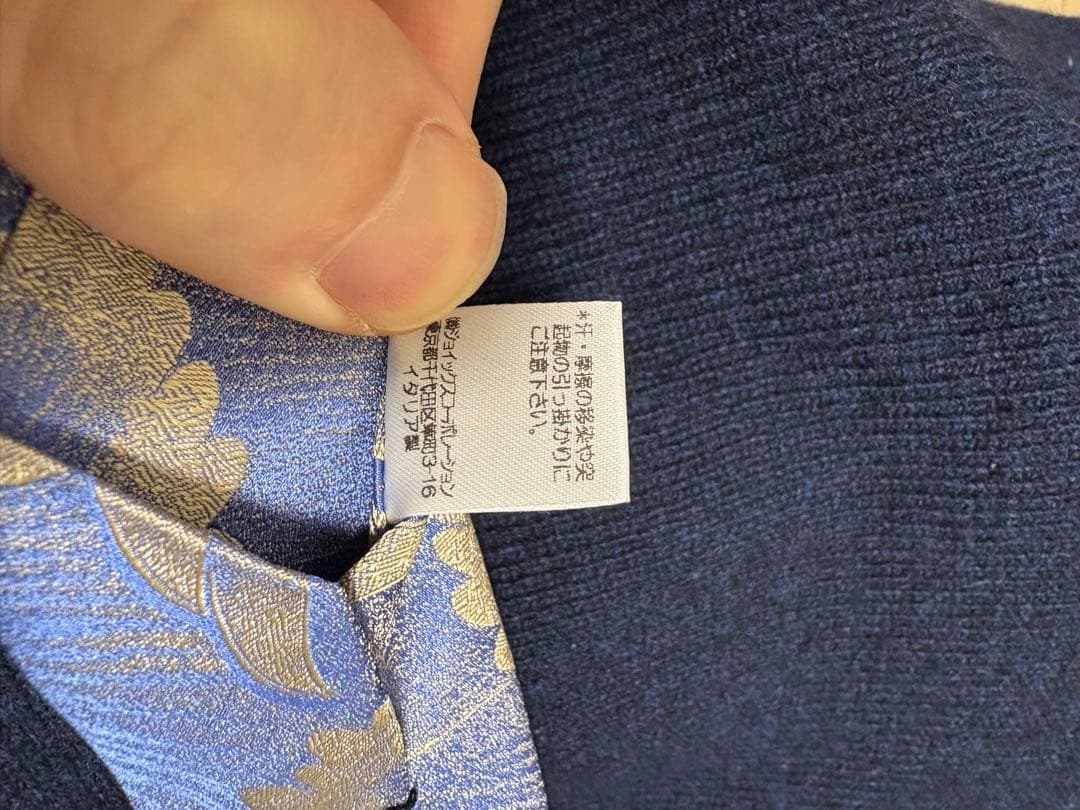 *汗・摩擦の移染や突
起物の引っ掛かりに
ご注意下さい。
㈱ジョイックスコーポレーション
東京都千代田区東町3-16
イタリア製